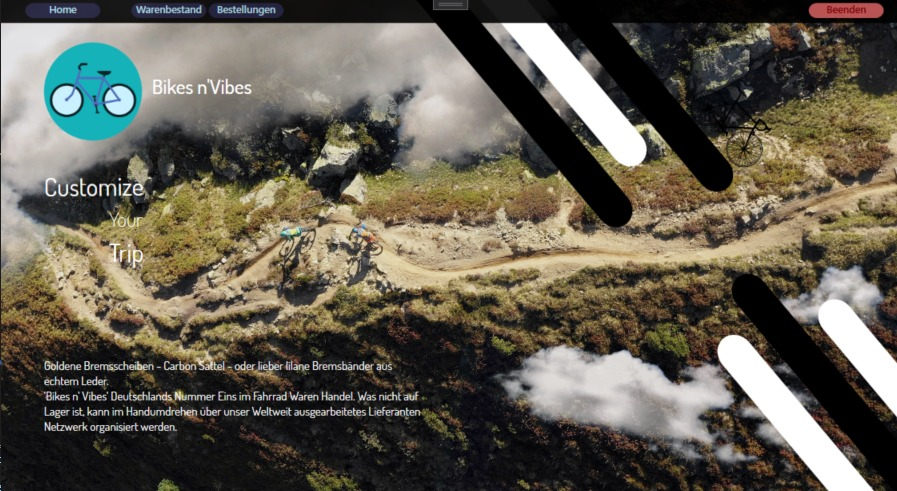 Home Warenbestand Bestellungen Beenden
Bikes n'Vibes
Customize
Your
Trip
Goldene Bremsscheiben - Carbon Sattel - oder lieber lilane Bremsbänder aus
echtem Leder.
'Bikes n' Vibes' Deutschlands Nummer Eins im Fahrrad Waren Handel. Was nicht auf
Lager ist, kann im Handumdrehen über unser Weltweit ausgearbeitetes Lieferanten
Netzwerk organisiert werden.